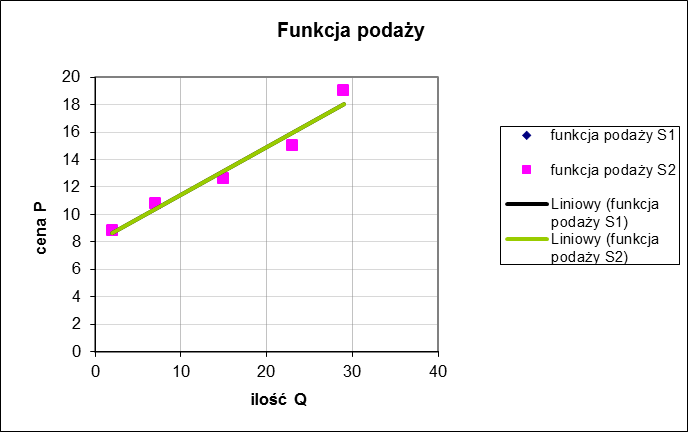 Funkcja podaży
20
18
16
14
12
10
8
6
4
2
0
cena P
0 10 20 30 40
ilość Q
funkcja podaży S1
funkcja podaży S2
Liniowy (funkcja
podaży S1)
Liniowy (funkcja
podaży S2)